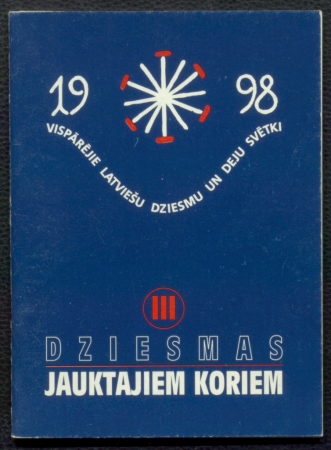 19 98
VISPĀRĒJIE LATVIEŠU DZIESMU UN DEJU SVĒTKI
III
DZIESMAS
JAUKTAJIEM KORIEM